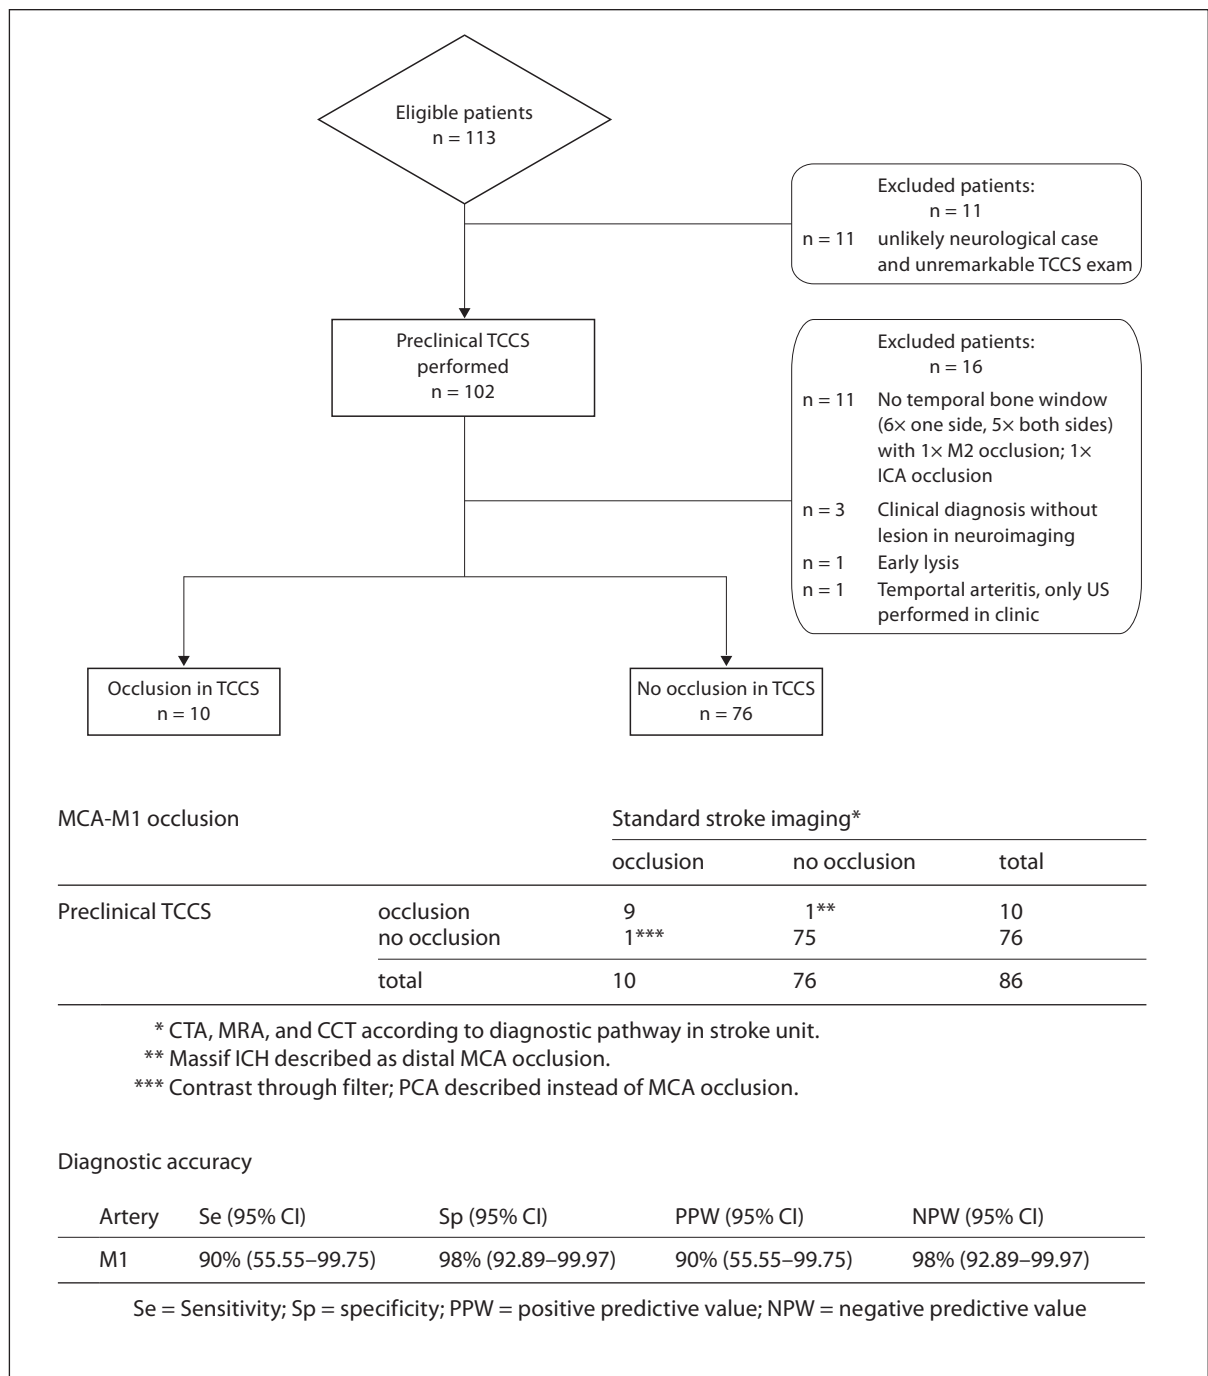 Eligible patients
n = 113
Excluded patients:
n = 11
n = 11 unlikely neurological case
and unremarkable TCCS exam
Preclinical TCCS
performed
n = 102
Excluded patients:
n = 16
n = 11 No temporal bone window
(6× one side, 5× both sides)
with 1× M2 occlusion; 1×
ICA occlusion
n = 3 Clinical diagnosis without
lesion in neuroimaging
n = 1 Early lysis
n = 1 Temportal arteritis, only US
performed in clinic
Occlusion in TCCS
n = 10
No occlusion in TCCS
n = 76
MCA-M1 occlusion Standard stroke imaging*
occlusion no occlusion total
Preclinical TCCS occlusion 9 1** 10
no occlusion 1*** 75 76
total 10 76 86
* CTA, MRA, and CCT according to diagnostic pathway in stroke unit.
** Massif ICH described as distal MCA occlusion.
*** Contrast through filter; PCA described instead of MCA occlusion.
Diagnostic accuracy
Artery Se (95% CI) Sp (95% CI) PPW (95% CI) NPW (95% CI)
M1 90% (55.55–99.75) 98% (92.89–99.97) 90% (55.55–99.75) 98% (92.89–99.97)
Se = Sensitivity; Sp = specificity; PPW = positive predictive value; NPW = negative predictive value